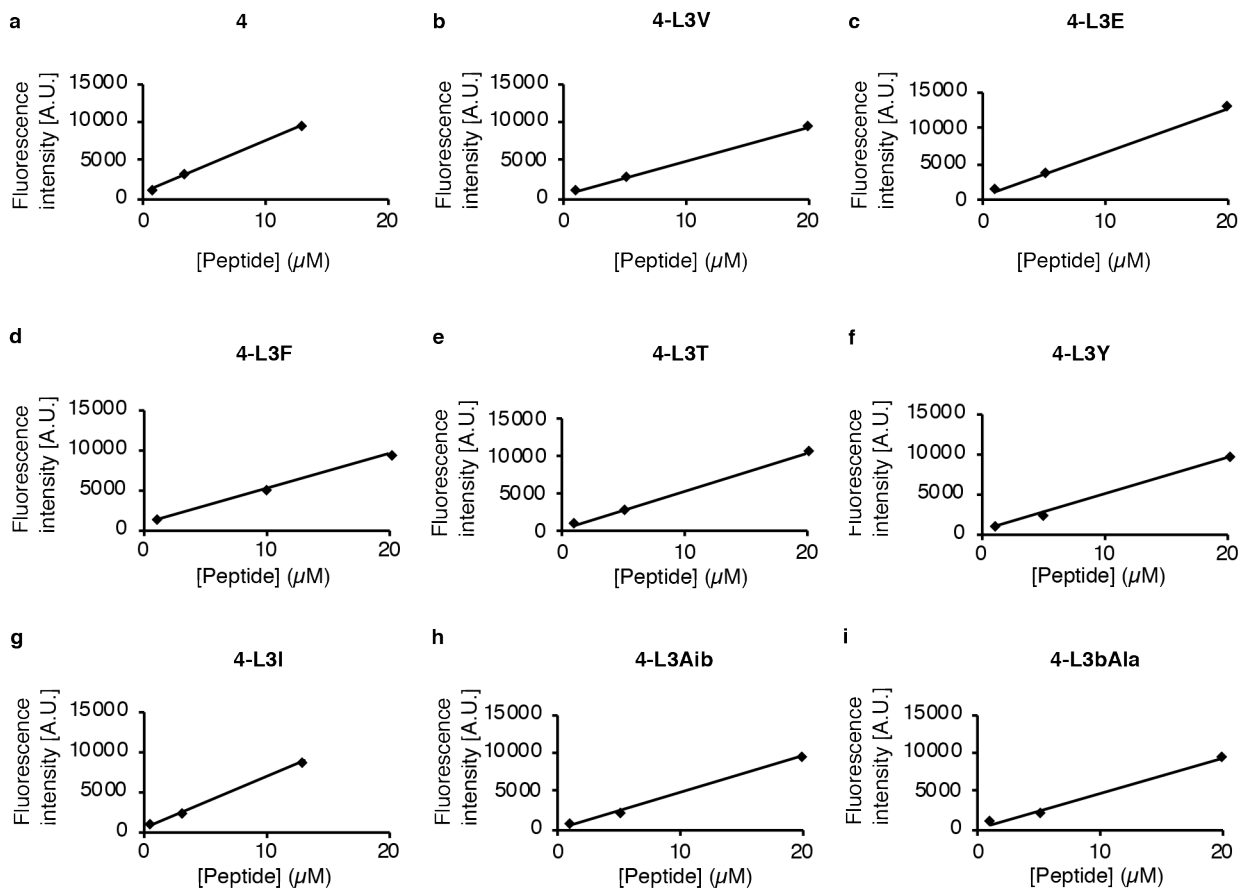 a
4
Fluorescence
intensity [A.U.]
15000
10000
5000
0
0
10
20
[Peptide] (µM)
b
4-L3V
Fluorescence
intensity [A.U.]
15000
10000
5000
0
0
10
20
[Peptide] (µM)
c
4-L3E
Fluorescence
intensity [A.U.]
15000
10000
5000
0
0
10
20
[Peptide] (µM)
d
4-L3F
Fluorescence
intensity [A.U.]
15000
10000
5000
0
0
10
20
[Peptide] (µM)
e
4-L3T
Fluorescence
intensity [A.U.]
15000
10000
5000
0
0
10
20
[Peptide] (µM)
f
4-L3Y
Fluorescence
intensity [A.U.]
15000
10000
5000
0
0
10
20
[Peptide] (µM)
g
4-L3I
Fluorescence
intensity [A.U.]
15000
10000
5000
0
0
10
20
[Peptide] (µM)
h
4-L3Aib
Fluorescence
intensity [A.U.]
15000
10000
5000
0
0
10
20
[Peptide] (µM)
i
4-L3bAla
Fluorescence
intensity [A.U.]
15000
10000
5000
0
0
10
20
[Peptide] (µM)